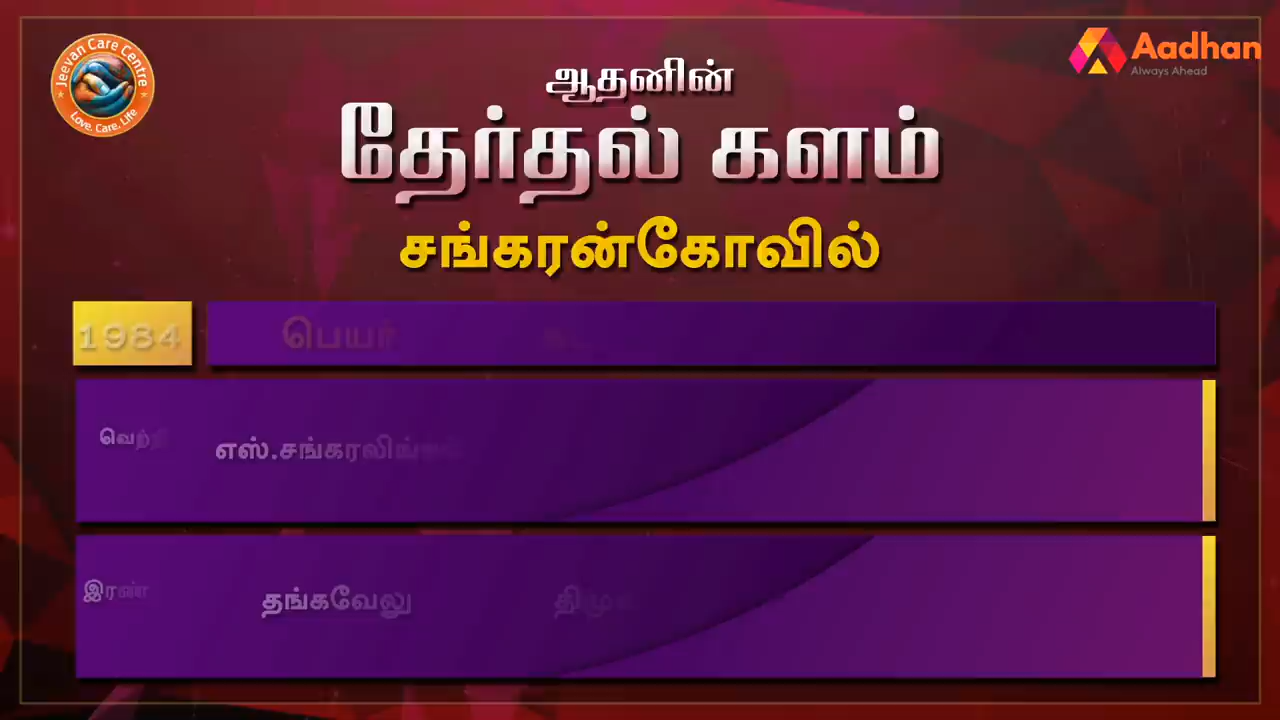 Jeevan Care Centre
Love. Care. Life
Aadhan
Always Ahead
ஆதனின்
தேர்தல் களம்
சங்கரன்கோவில்
1984 பெயர்
எஸ்.சங்கரலிங்கம்
தங்கவேலு